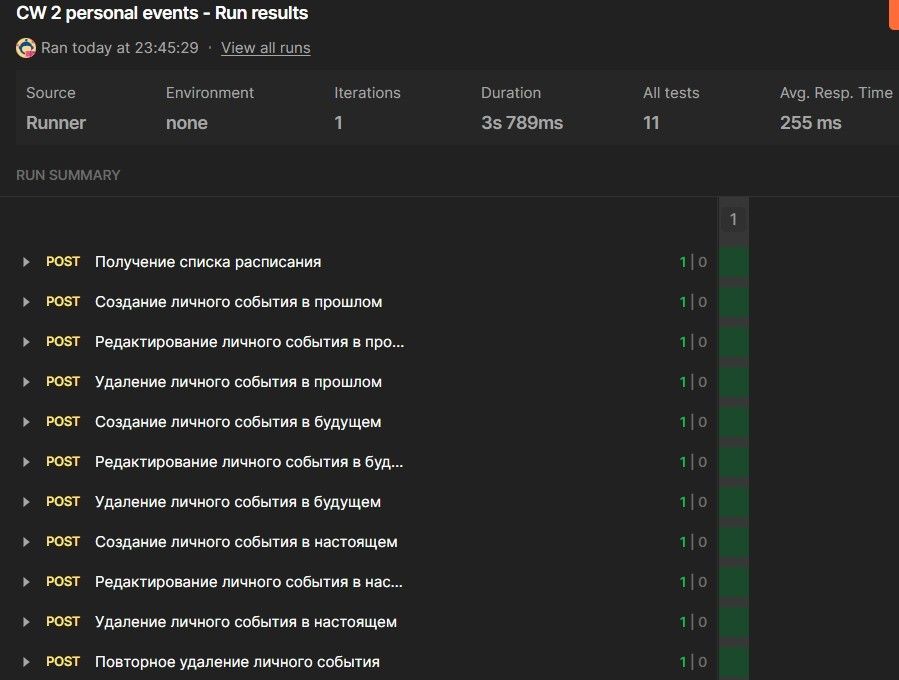 CW 2 personal events - Run results
Ran today at 23:45:29 · View all runs
Source Environment Iterations Duration All tests Avg. Resp. Time
Runner none 1 3s 789ms 11 255 ms
RUN SUMMARY
1
POST Получение списка расписания 1 | 0
POST Создание личного события в прошлом 1 | 0
POST Редактирование личного события в про... 1 | 0
POST Удаление личного события в прошлом 1 | 0
POST Создание личного события в будущем 1 | 0
POST Редактирование личного события в буд... 1 | 0
POST Удаление личного события в будущем 1 | 0
POST Создание личного события в настоящем 1 | 0
POST Редактирование личного события в нас... 1 | 0
POST Удаление личного события в настоящем 1 | 0
POST Повторное удаление личного события 1 | 0